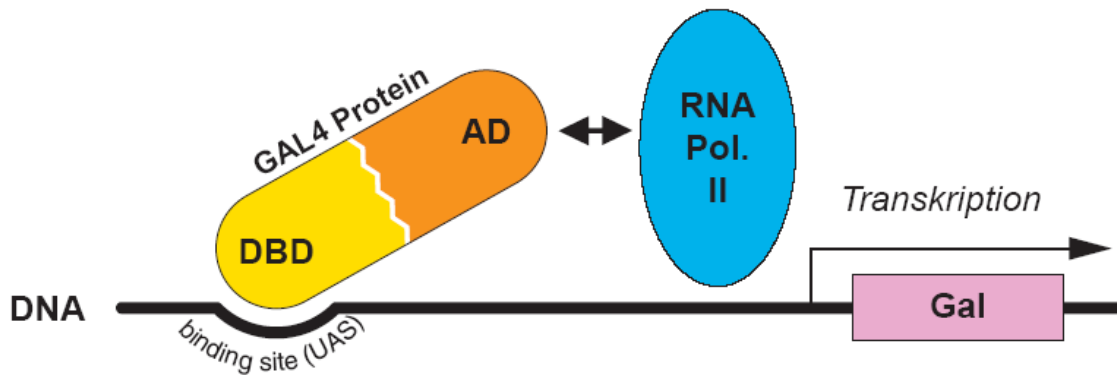 GAL4 Protein
AD
DBD
RNA
Pol.
II
Transkription
DNA
binding site (UAS)
Gal